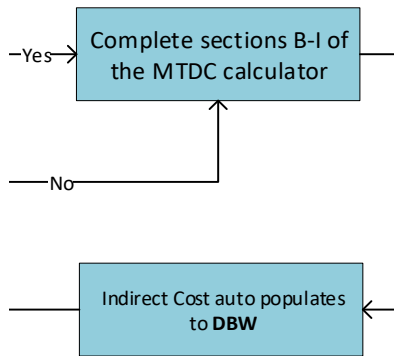 Complete sections B-I of
Yes
the MTDC calculator
No
Indirect Cost auto populates
to DBW